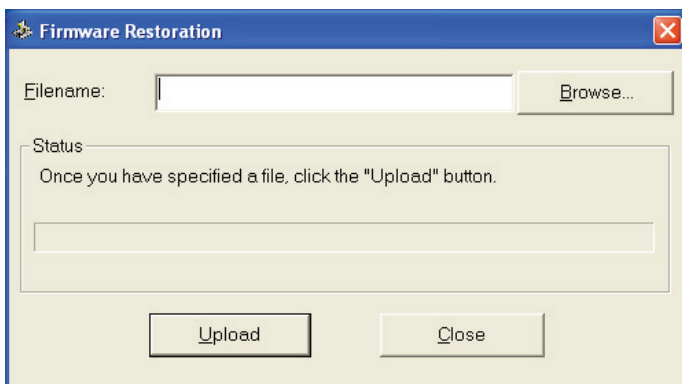 Firmware Restoration
Filename:
Browse...
Status
Once you have specified a file, click the "Upload" button.
Upload
Close